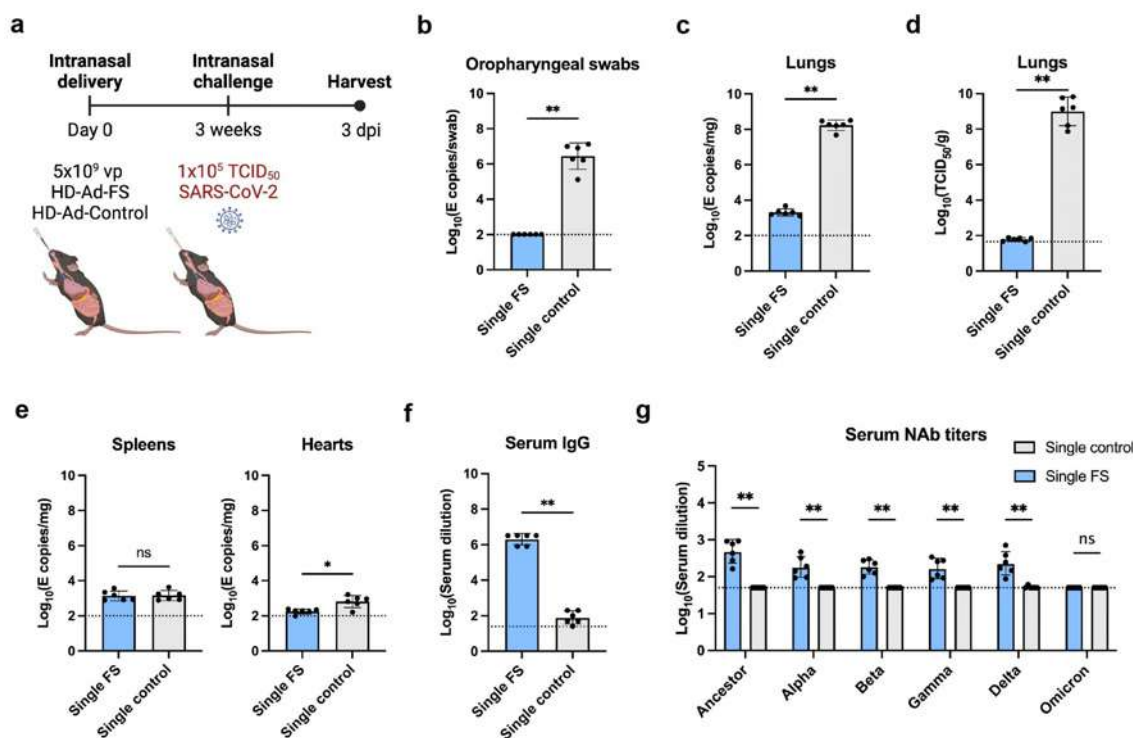 a
Intranasal delivery
Intranasal challenge
Harvest
Day 0
3 weeks
3 dpi
5x10⁹ vp
HD-Ad-FS
HD-Ad-Control
1x10⁵ TCID₅₀
SARS-CoV-2
b
Oropharyngeal swabs
Log₁₀(E copies/swab)
10
8
6
4
2
0
**
Single FS
Single control
c
Lungs
Log₁₀(E copies/mg)
10
8
6
4
2
0
**
Single FS
Single control
d
Lungs
Log₁₀(TCID₅₀/g)
10
8
6
4
2
0
**
Single FS
Single control
e
Spleens
Log₁₀(E copies/mg)
10
8
6
4
2
0
ns
Single FS
Single control
Hearts
Log₁₀(E copies/mg)
10
8
6
4
2
0
*
Single FS
Single control
f
Serum IgG
Log₁₀(Serum dilution)
10
8
6
4
2
0
**
Single FS
Single control
g
Serum NAb titers
Single control
Single FS
Log₁₀(Serum dilution)
5
4
3
2
1
0
**
**
**
**
**
ns
Ancestor
Alpha
Beta
Gamma
Delta
Omicron